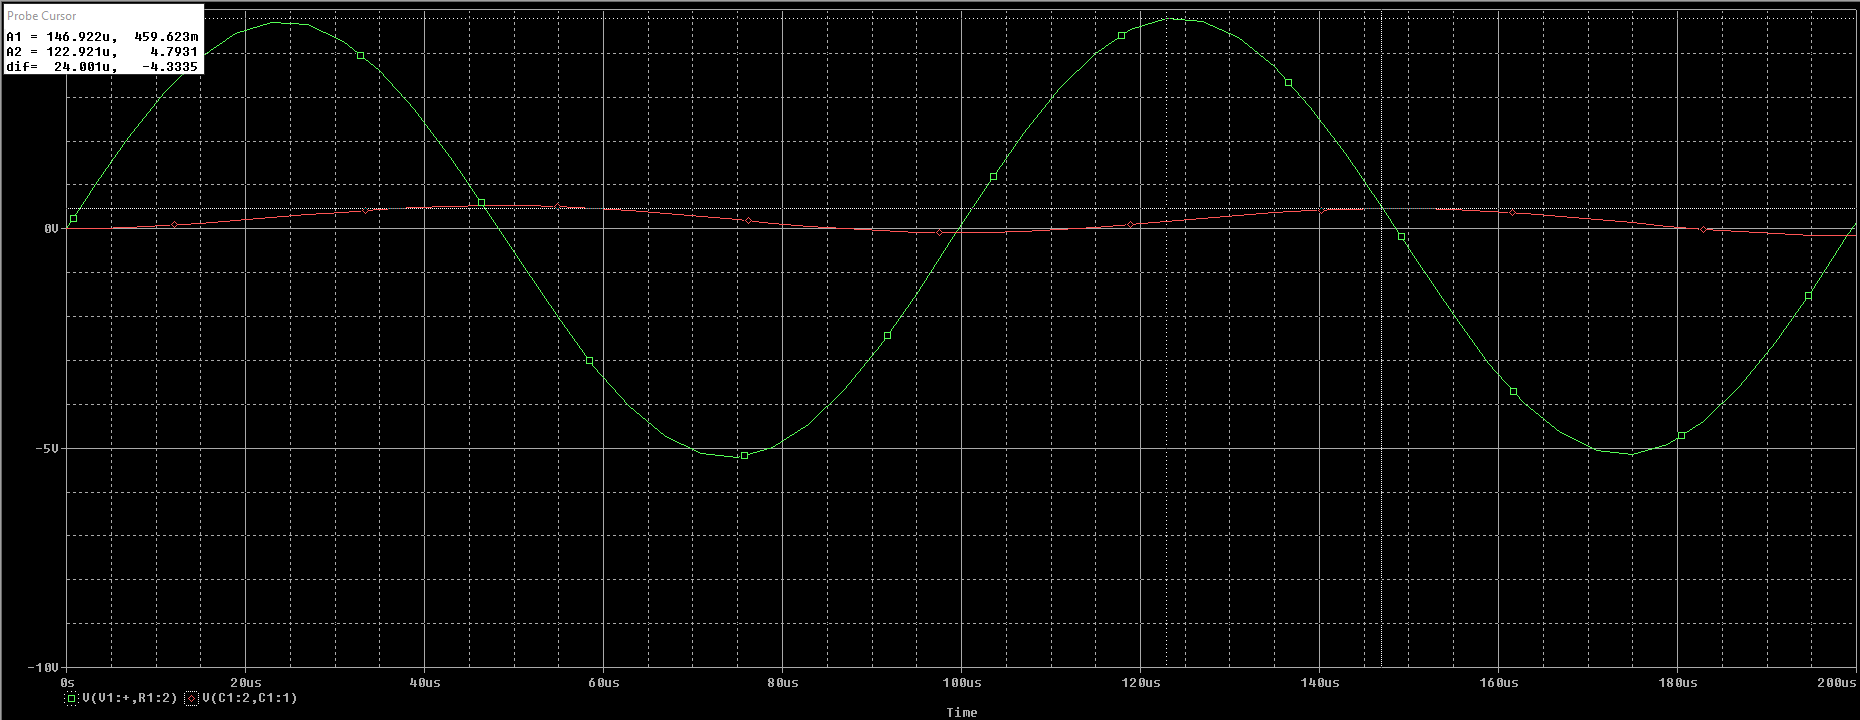 Probe Cursor
A1 = 146.922u, 459.623m
A2 = 122.921u, 4.7931
dif= 24.001u, -4.3335
0V
-5V
-10V
0s 20us 40us 60us 80us 100us 120us 140us 160us 180us 200us
V(V1:+,R1:2) V(C1:2,C1:1)
Time